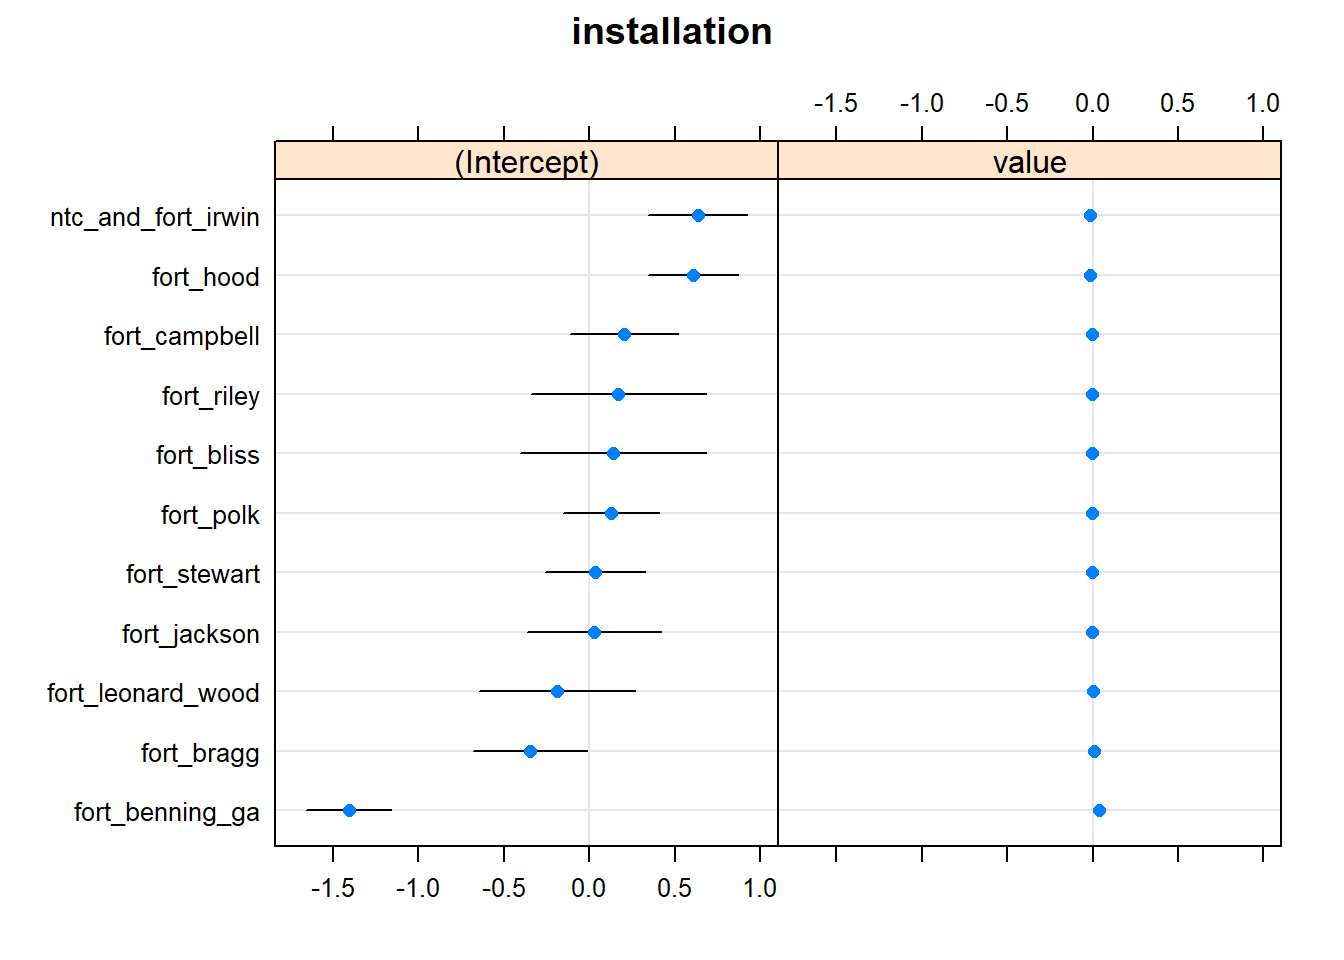 installation
-1.5 -1.0 -0.5 0.0 0.5 1.0
(Intercept) value
ntc_and_fort_irwin
fort_hood
fort_campbell
fort_riley
fort_bliss
fort_polk
fort_stewart
fort_jackson
fort_leonard_wood
fort_bragg
fort_benning_ga
-1.5 -1.0 -0.5 0.0 0.5 1.0